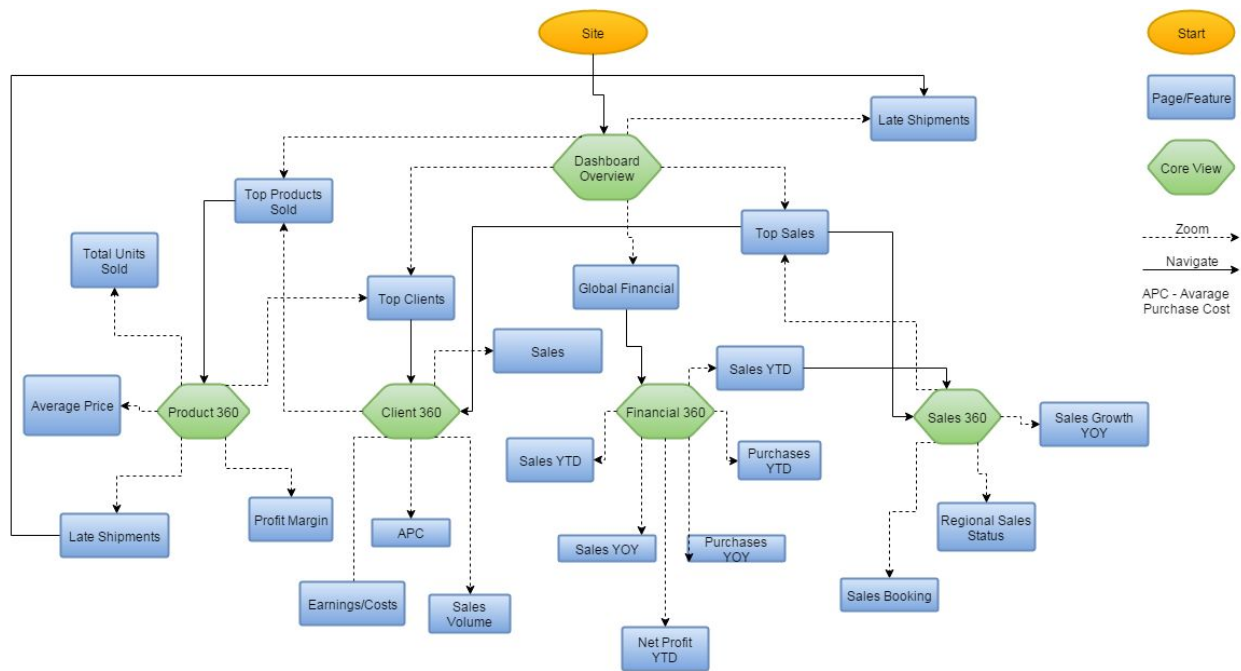 Site
Start
Late Shipments
Page/Feature
Dashboard
Overview
Core View
Top Products
Sold
Top Sales
Zoom
Total Units
Sold
Navigate
Top Clients
Global Financial
APC - Avarage
Purchase Cost
Sales
Sales YTD
Average Price
Product 360
Client 360
Financial 360
Sales 360
Sales Growth
YOY
Sales YTD
Purchases
YTD
Profit Margin
Late Shipments
APC
Regional Sales
Status
Sales YOY
Purchases
YOY
Sales Booking
Earnings/Costs
Sales
Volume
Net Profit
YTD